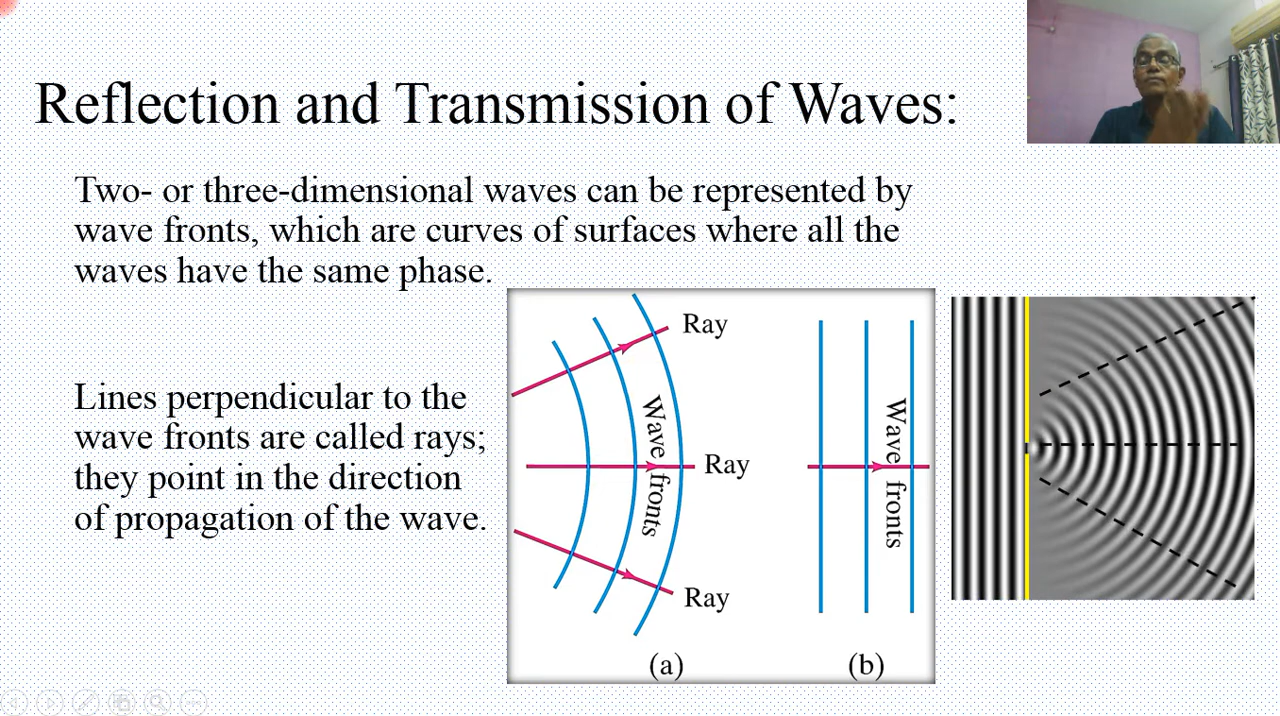 Reflection and Transmission of Waves:
Two- or three-dimensional waves can be represented by
wave fronts, which are curves of surfaces where all the
waves have the same phase.
Lines perpendicular to the
wave fronts are called rays;
they point in the direction
of propagation of the wave.
Ray
Wave fronts
Ray
Ray
(a)
Wave fronts
(b)